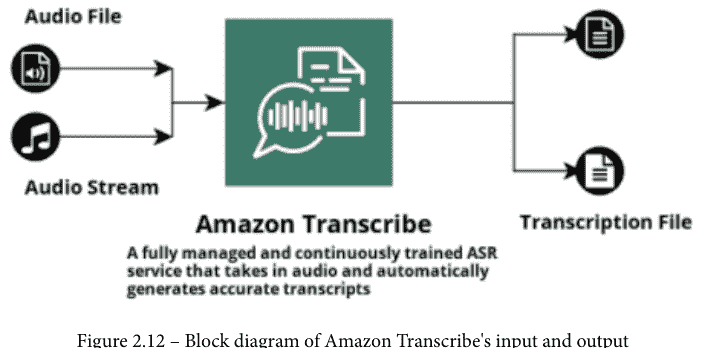 Audio File
Audio Stream
Amazon Transcribe
A fully managed and continuously trained ASR
service that takes in audio and automatically
generates accurate transcripts
Transcription File
Figure 2.12 – Block diagram of Amazon Transcribe's input and output